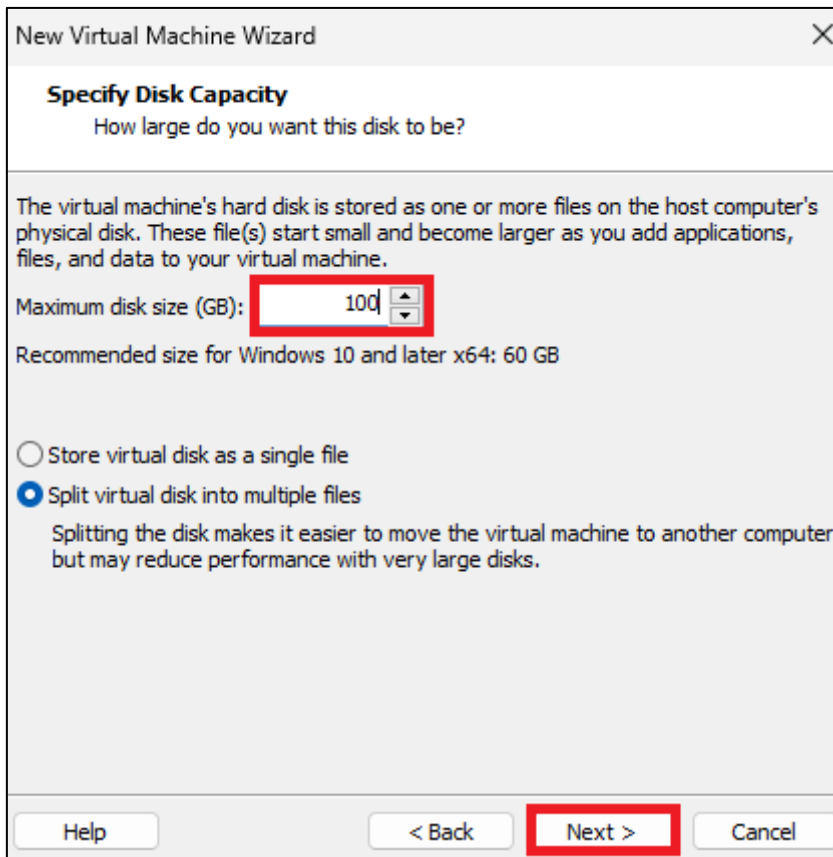 New Virtual Machine Wizard
Specify Disk Capacity
How large do you want this disk to be?
The virtual machine's hard disk is stored as one or more files on the host computer's
physical disk. These file(s) start small and become larger as you add applications,
files, and data to your virtual machine.
Maximum disk size (GB): 100
Recommended size for Windows 10 and later x64: 60 GB
Store virtual disk as a single file
Split virtual disk into multiple files
Splitting the disk makes it easier to move the virtual machine to another computer
but may reduce performance with very large disks.
Help < Back Next > Cancel